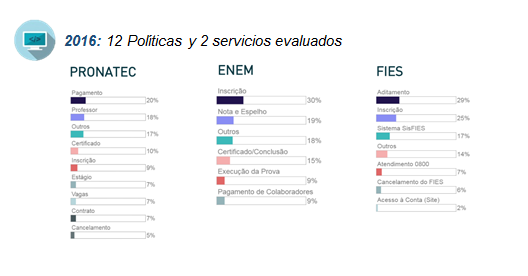 2016: 12 Políticas y 2 servicios evaluados
PRONATEC
Pagamento
20%
Professor
18%
Outros
17%
Certificado
10%
Inscrição
9%
Estágio
7%
Vagas
7%
Contrato
7%
Cancelamento
5%
ENEM
Inscrição
30%
Nota e Espelho
19%
Outros
18%
Certificado/Conclusão
15%
Execução da Prova
9%
Pagamento de Colaboradores
9%
FIES
Aditamento
29%
Inscrição
25%
Sistema SisFIES
17%
Outros
14%
Atendimento 0800
7%
Cancelamento do FIES
6%
Acesso à Conta (Site)
2%